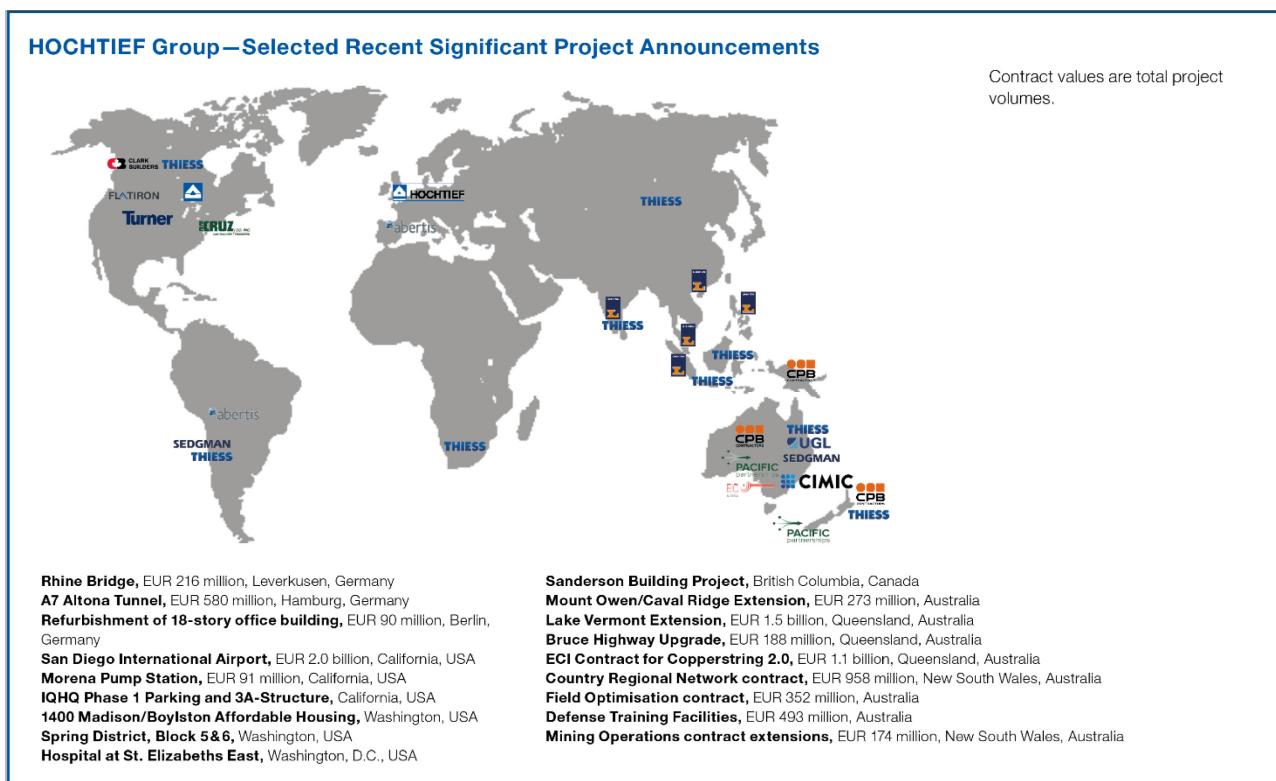 HOCHTIEF Group—Selected Recent Significant Project Announcements
Contract values are total project
volumes.
CLARK
BUILDERS
THIESS
FLATIRON
Turner
CRUZ
HOCHTIEF
abertis
THIESS
THIESS
THIESS
THIESS
CPB
CONTRACTORS
abertis
SEDGMAN
THIESS
THIESS
CPB
CONTRACTORS
THIESS
UGL
SEDGMAN
PACIFIC
partnerships
CIMIC
CPB
CONTRACTORS
THIESS
PACIFIC
partnerships
Rhine Bridge, EUR 216 million, Leverkusen, Germany
A7 Altona Tunnel, EUR 580 million, Hamburg, Germany
Refurbishment of 18-story office building, EUR 90 million, Berlin,
Germany
San Diego International Airport, EUR 2.0 billion, California, USA
Morena Pump Station, EUR 91 million, California, USA
IQHQ Phase 1 Parking and 3A-Structure, California, USA
1400 Madison/Boylston Affordable Housing, Washington, USA
Spring District, Block 5&6, Washington, USA
Hospital at St. Elizabeths East, Washington, D.C., USA
Sanderson Building Project, British Columbia, Canada
Mount Owen/Caval Ridge Extension, EUR 273 million, Australia
Lake Vermont Extension, EUR 1.5 billion, Queensland, Australia
Bruce Highway Upgrade, EUR 188 million, Queensland, Australia
ECI Contract for Copperstring 2.0, EUR 1.1 billion, Queensland, Australia
Country Regional Network contract, EUR 958 million, New South Wales, Australia
Field Optimisation contract, EUR 352 million, Australia
Defense Training Facilities, EUR 493 million, Australia
Mining Operations contract extensions, EUR 174 million, New South Wales, Australia